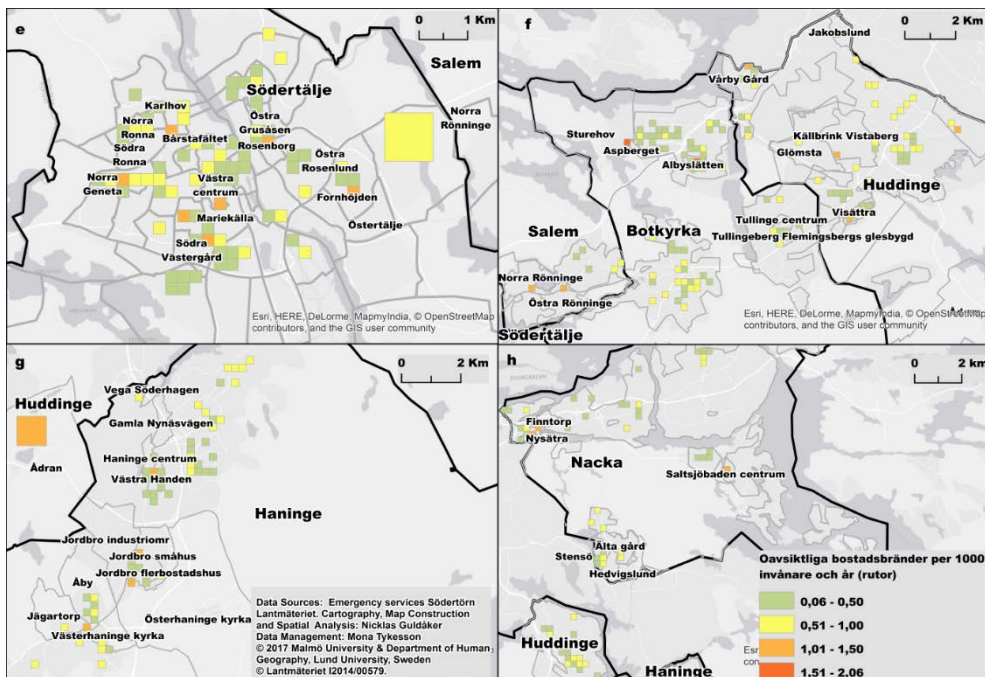 e
0 1 Km
Salem
Södertälje
Karlhov
Norra
Ronna
Bårstafältet
Södra
Ronna
Östra
Grusåsen
Rosenborg
Norra
Rönninge
Östra
Rosenlund
Norra
Geneta
Västra
centrum
Fornhöjden
Mariekälla
Östertälje
Södra
Västergård
Esri, HERE, DeLorme, MapmyIndia, © OpenStreetMap
contributors, and the GIS user community
f
0 2 Km
Jakobslund
Vårby Gård
Sturehov
Aspberget
Albyslätten
Källbrink Vistaberg
Glömsta
Huddinge
Visättra
Tullinge centrum
Tullingeberg Flemingsbergs glesbygd
Salem
Botkyrka
Norra Rönninge
Östra Rönninge
Södertälje
Esri, HERE, DeLorme, MapmyIndia, © OpenStreetMap
contributors, and the GIS user community
g
0 2 Km
Vega Söderhagen
Huddinge
Gamla Nynäsvägen
Ådran
Haninge centrum
Västra Handen
Haninge
Jordbro industriomr
Jordbro småhus
Jordbro flerbostadshus
Åby
Jägartorp
Österhaninge kyrka
Västerhaninge kyrka
Data Sources: Emergency services Södertörn
Lantmäteriet. Cartography, Map Construction
and Spatial Analysis: Nicklas Guldåker
Data Management: Mona Tykesson
© 2017 Malmö University & Department of Human
Geography, Lund University, Sweden
© Lantmäteriet I2014/00579.
h
0 2 Km
Finntorp
Nysätra
Nacka
Saltsjöbaden centrum
Stensö
Älta gård
Hedvigslund
Huddinge
Haninge
Oavsiktliga bostadsbränder per 1000
invånare och år (rutor)
0,06 - 0,50
0,51 - 1,00
1,01 - 1,50
1,51 - 2,06
Esr
con